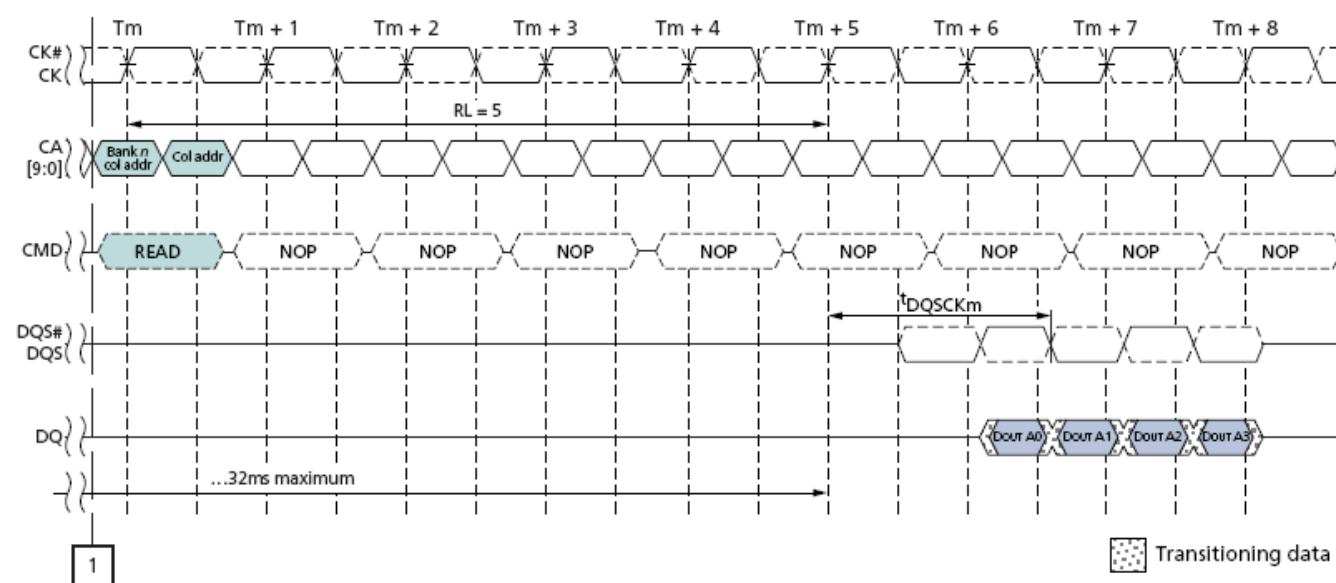 Tm Tm + 1 Tm + 2 Tm + 3 Tm + 4 Tm + 5 Tm + 6 Tm + 7 Tm + 8
CK#
CK
RL = 5
CA
[9:0]
Bank n
col addr
Col addr
CMD
READ NOP NOP NOP NOP NOP NOP NOP NOP
tDQSCKm
DQS#
DQS
DQ
DOUT A0 DOUT A1 DOUT A2 DOUT A3
...32ms maximum
1
Transitioning data